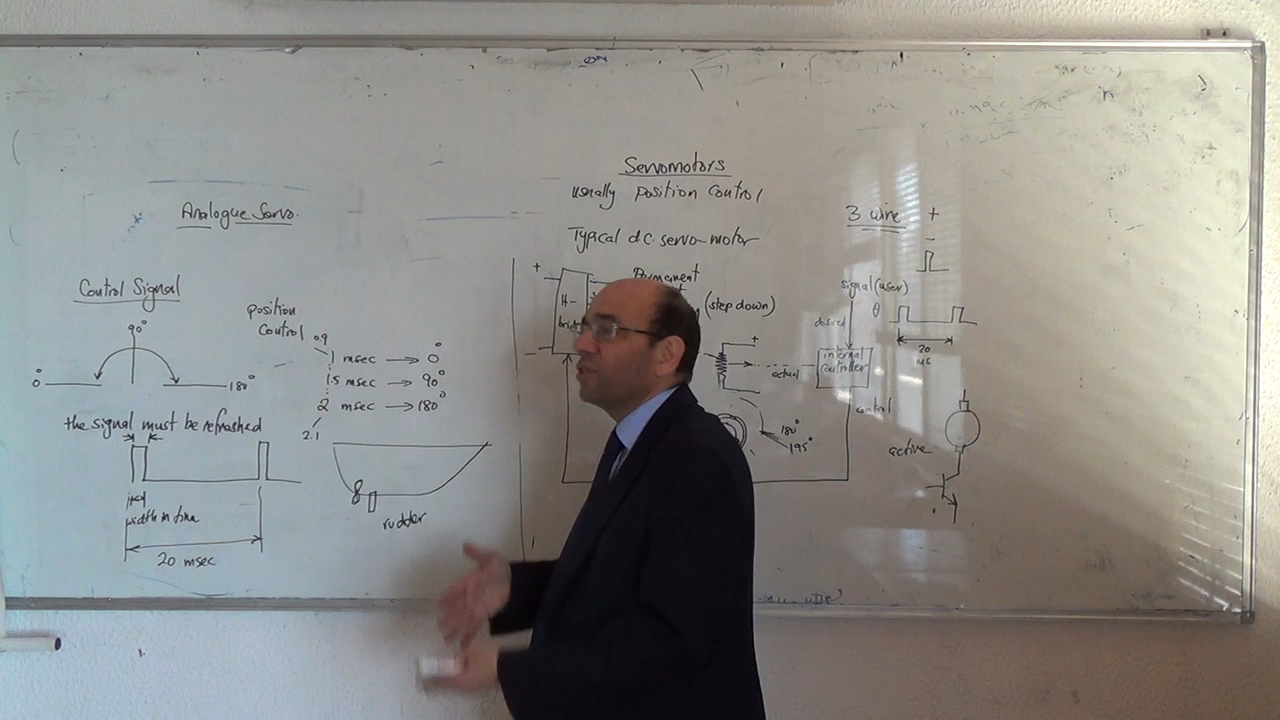 Analogue Servo.
Control Signal
90°
0°
180°
position
control
0.9
1 msec → 0°
1.5 msec → 90°
2 msec → 180°
2.1
the signal must be refreshed
width in time
20 msec
rudder
Servomotors
usually position control
Typical d.c. servo-motor
+
H-
bridge
-
Permanent
(step down)
+
actual
180°
195°
3 wire
+
-
signal (user)
θ
desired
internal
controller
control
20
ms
active